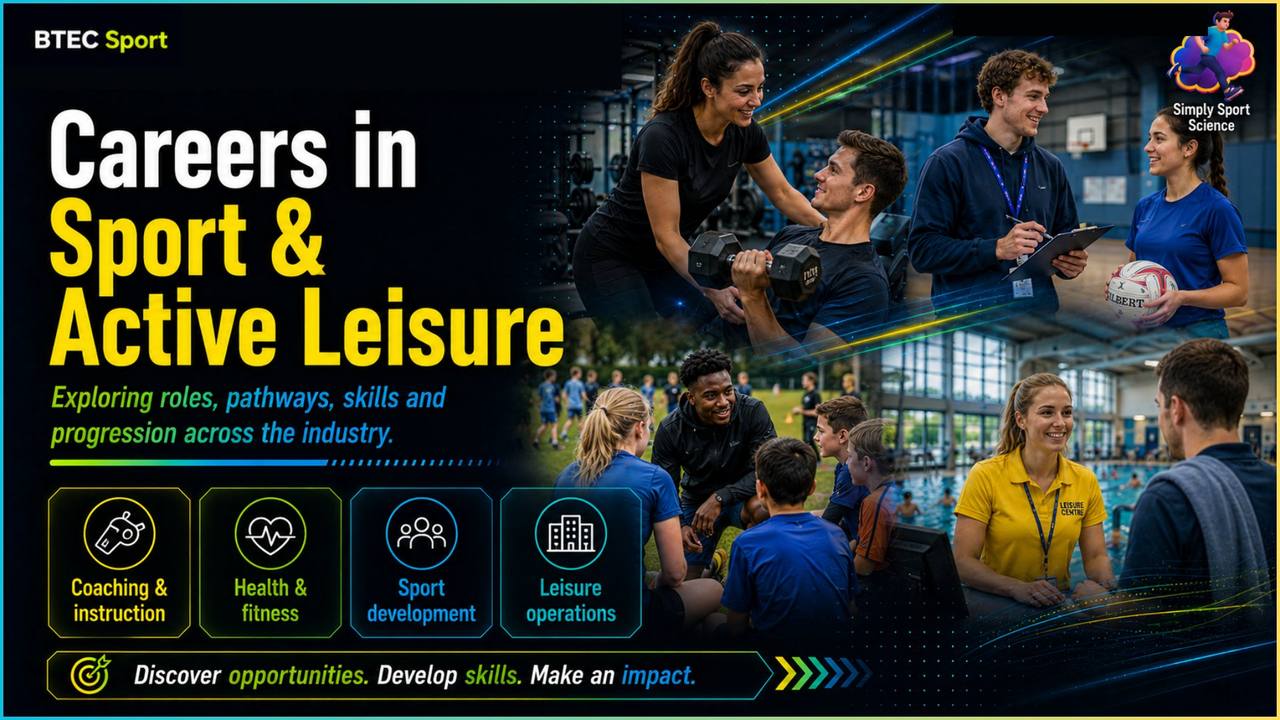 BTEC Sport
Simply Sport
Science
Careers in
Sport &
Active Leisure
Exploring roles, pathways, skills and
progression across the industry.
Coaching &
instruction
Health &
fitness
Sport
development
Leisure
operations
Discover opportunities. Develop skills. Make an impact.
GILBERT
LEISURE
CENTRE